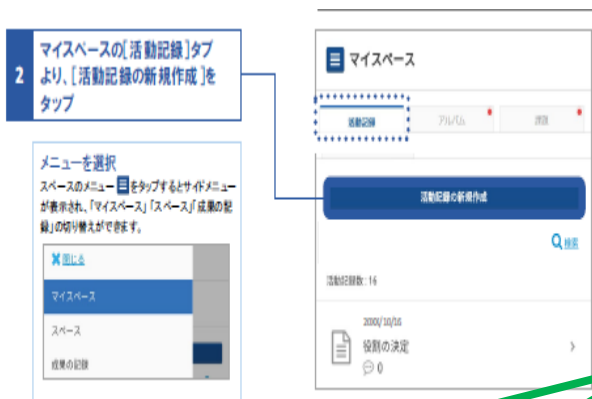 2
マイスペースの[活動記録]タブ
より、[活動記録の新規作成]を
タップ
メニューを選択
スペースのメニュー をタップするとサイドメニュー
が表示され、「マイスペース」「スペース」「成果の記
録」の切り替えができます。
閉じる
マイスペース
スペース
成果の記録
マイスペース
活動記録
アルバム
活動記録の新規作成
検索
活動記録数: 16
20XX/10/16
役割の決定
0